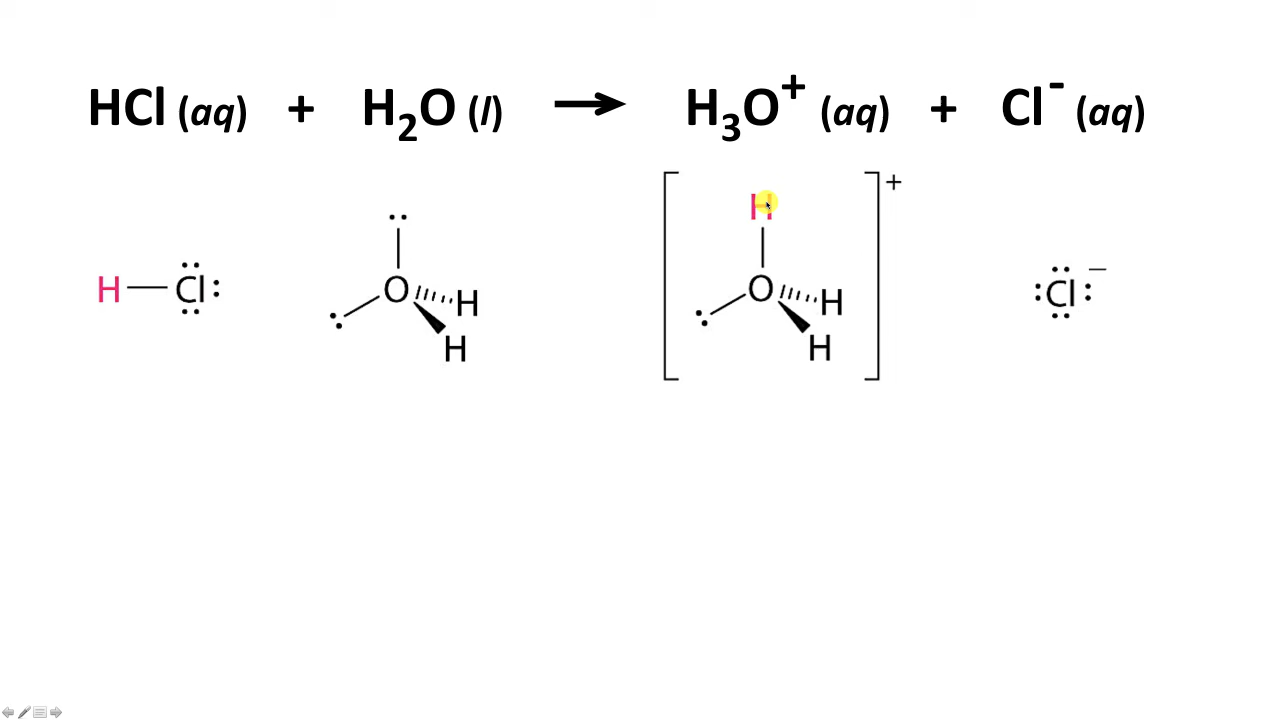 HCl (aq) + H₂O (l) → H₃O⁺ (aq) + Cl⁻ (aq)
[ H ]⁺
H—Cl O H H O H H Cl⁻